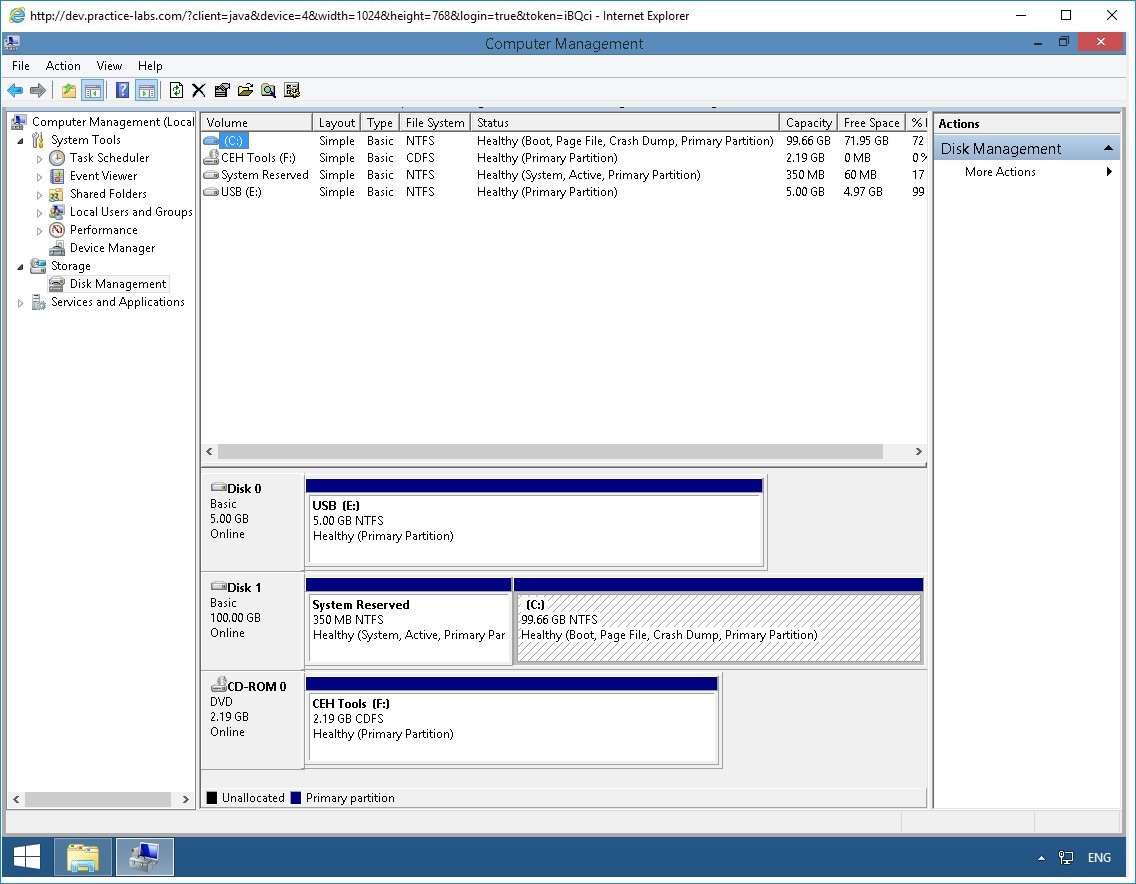 http://dev.practice-labs.com/?client=java&device=4&width=1024&height=768&login=true&token=iBQci - Internet Explorer
Computer Management
File Action View Help
Computer Management (Local
System Tools
Task Scheduler
Event Viewer
Shared Folders
Local Users and Groups
Performance
Device Manager
Storage
Disk Management
Services and Applications
Volume Layout Type File System Status Capacity Free Space %
(C:) Simple Basic NTFS Healthy (Boot, Page File, Crash Dump, Primary Partition) 99.66 GB 71.95 GB 72
CEH Tools (F:) Simple Basic CDFS Healthy (Primary Partition) 2.19 GB 0 MB 0%
System Reserved Simple Basic NTFS Healthy (System, Active, Primary Partition) 350 MB 60 MB 17
USB (E:) Simple Basic NTFS Healthy (Primary Partition) 5.00 GB 4.97 GB 99
Disk 0
Basic
5.00 GB
Online
USB (E:)
5.00 GB NTFS
Healthy (Primary Partition)
Disk 1
Basic
100.00 GB
Online
System Reserved
350 MB NTFS
Healthy (System, Active, Primary Par
(C:)
99.66 GB NTFS
Healthy (Boot, Page File, Crash Dump, Primary Partition)
CD-ROM 0
DVD
2.19 GB
Online
CEH Tools (F:)
2.19 GB CDFS
Healthy (Primary Partition)
Unallocated Primary partition
Actions
Disk Management
More Actions
ENG